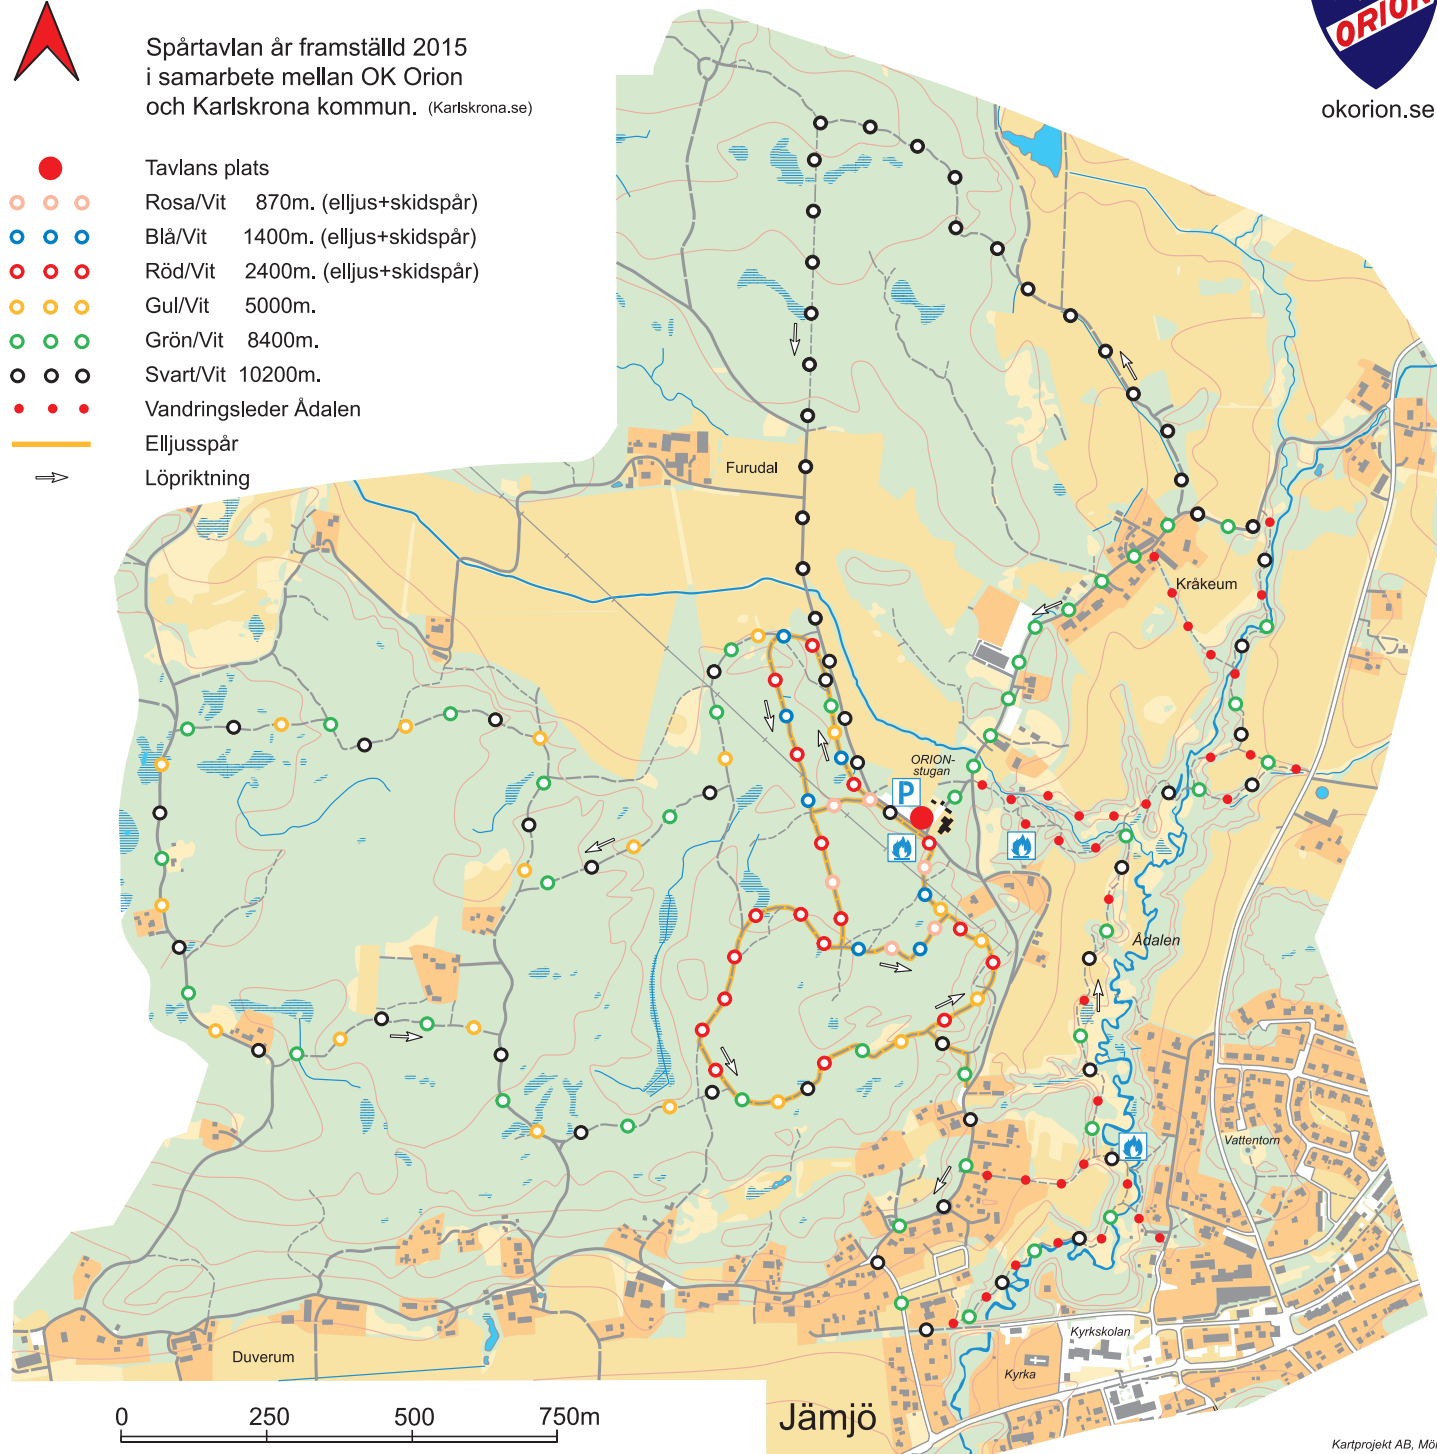 Spårtavlan år framställd 2015
i samarbete mellan OK Orion
och Karlskrona kommun. (Karlskrona.se)
ORION
okorion.se
Tavlans plats
Rosa/Vit 870m. (elljus+skidspår)
Blå/Vit 1400m. (elljus+skidspår)
Röd/Vit 2400m. (elljus+skidspår)
Gul/Vit 5000m.
Grön/Vit 8400m.
Svart/Vit 10200m.
Vandringsleder Ådalen
Elljusspår
Löpriktning
Furudal
Kråkeum
ORION-
stugan
P
Ådalen
Vattentorn
Kyrkskolan
Kyrka
Duverum
Jämjö
0 250 500 750m
Kartprojekt AB,